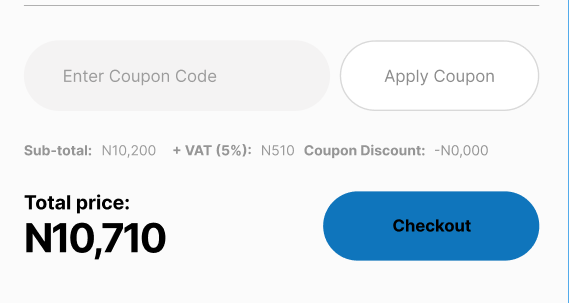 Enter Coupon Code Apply Coupon
Sub-total: N10,200 + VAT (5%): N510 Coupon Discount: -N0,000
Total price:
N10,710
Checkout